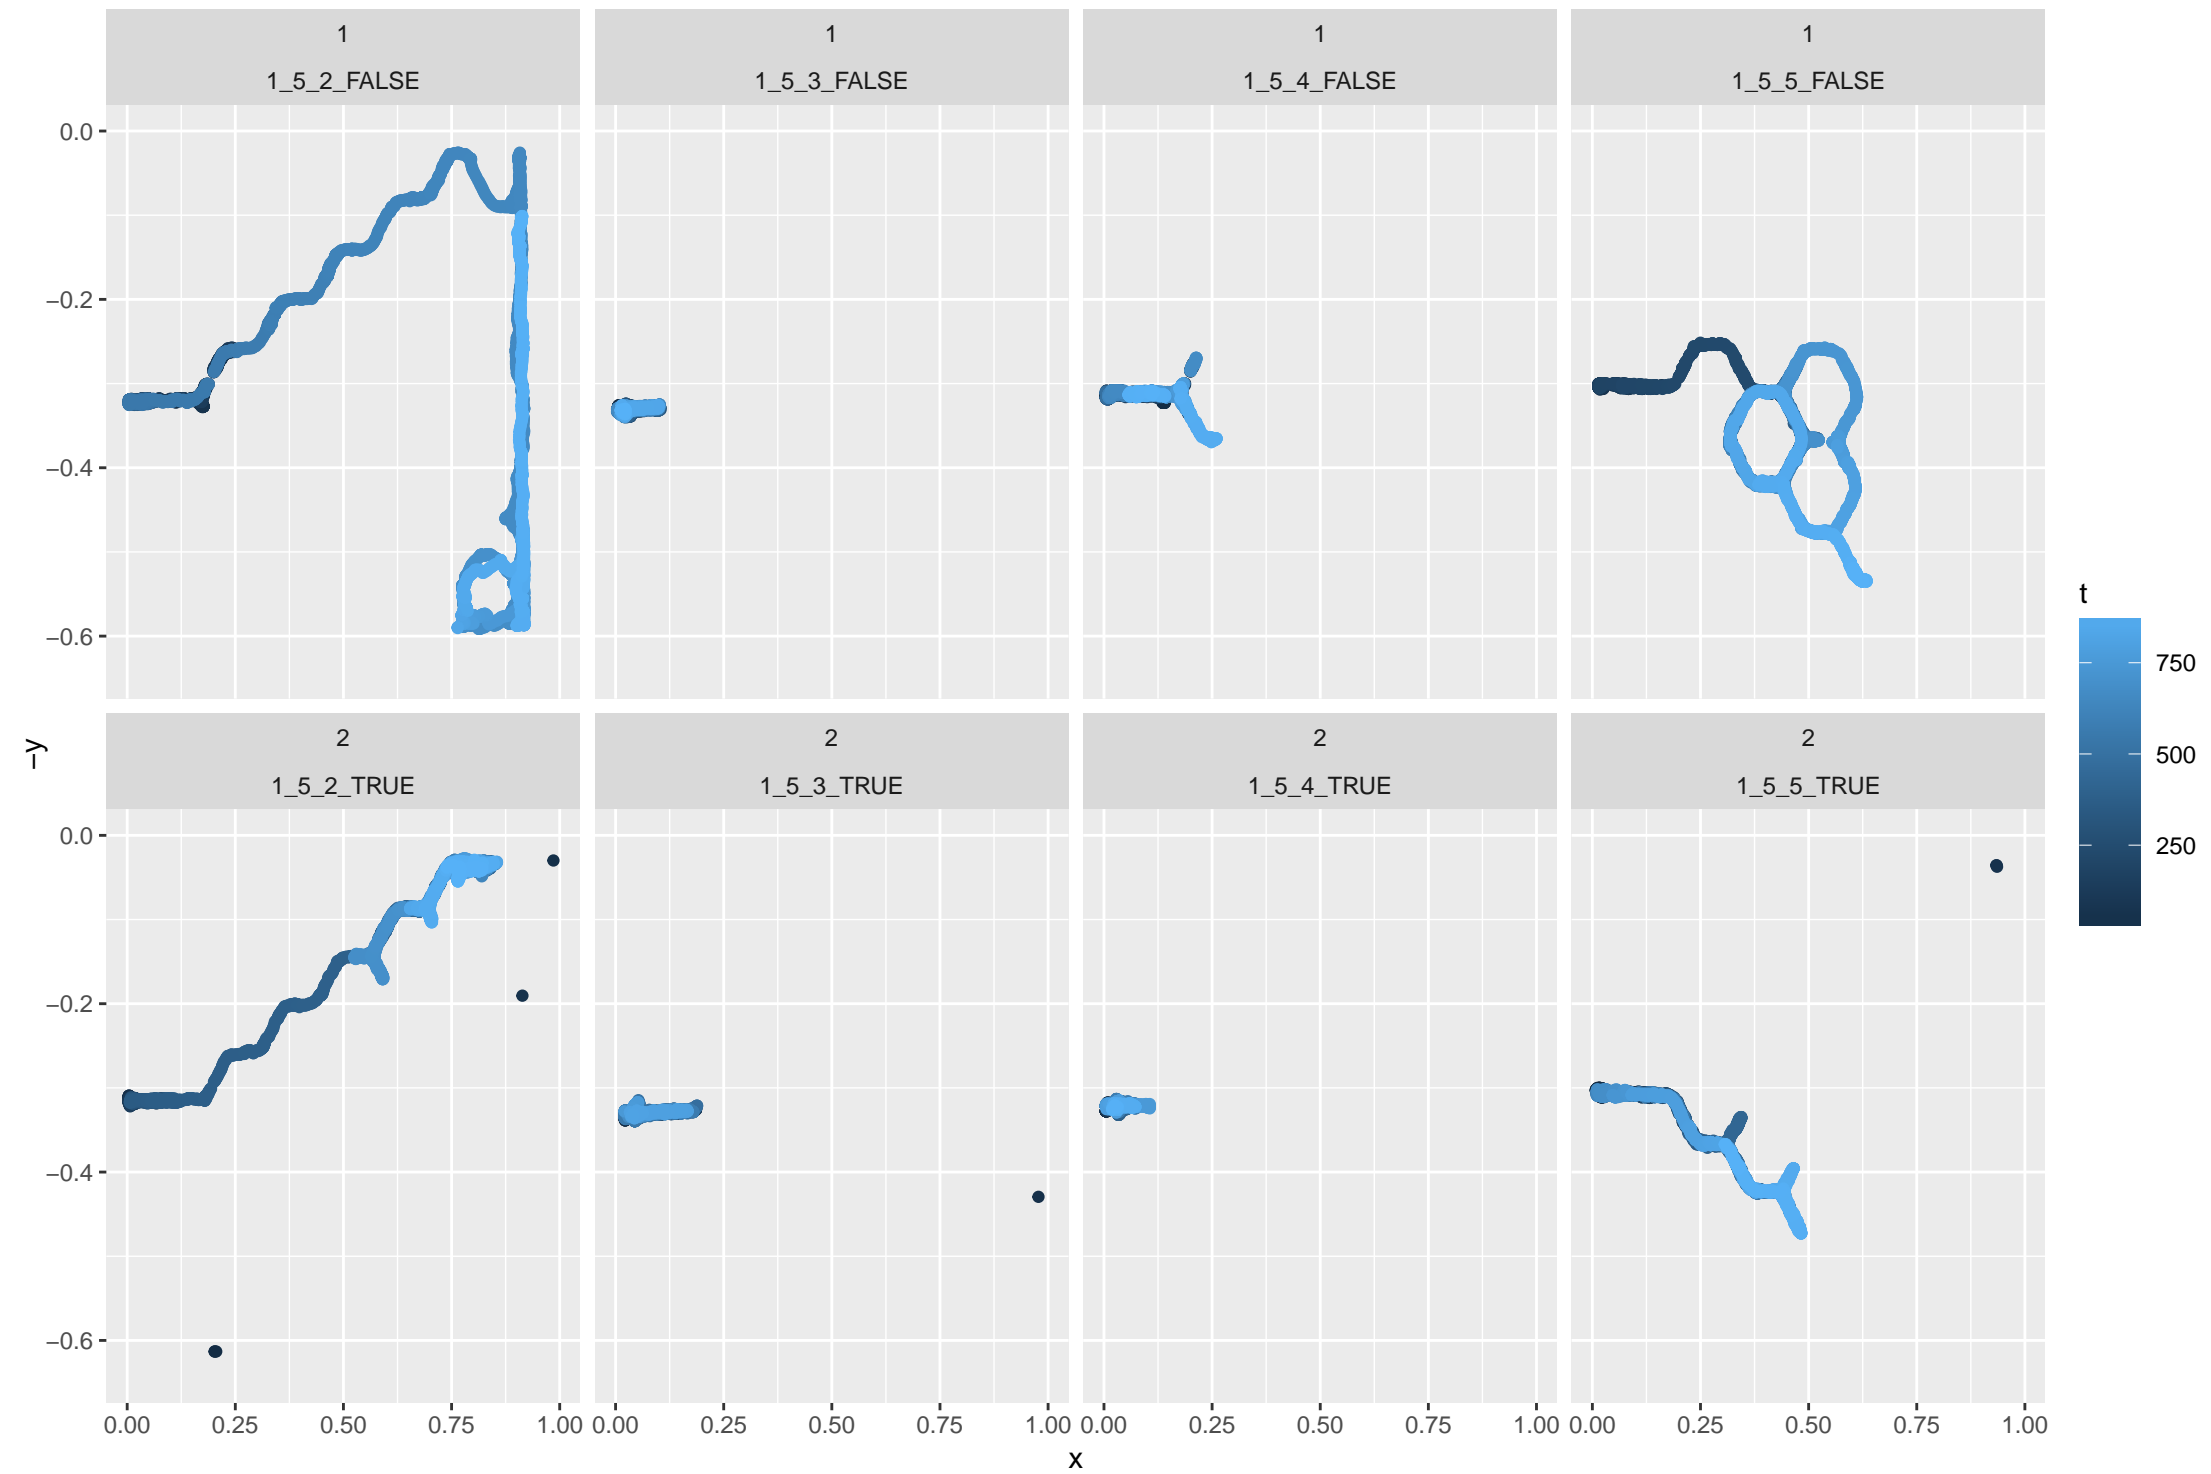 1 1 1 1
1_5_2_FALSE 1_5_3_FALSE 1_5_4_FALSE 1_5_5_FALSE
0.0
−0.2
−0.4
−0.6
2 2 2 2
1_5_2_TRUE 1_5_3_TRUE 1_5_4_TRUE 1_5_5_TRUE
0.0
−0.2
−0.4
−0.6
0.00 0.25 0.50 0.75 1.00 0.00 0.25 0.50 0.75 1.00 0.00 0.25 0.50 0.75 1.00 0.00 0.25 0.50 0.75 1.00
x
−y
t
750
500
250